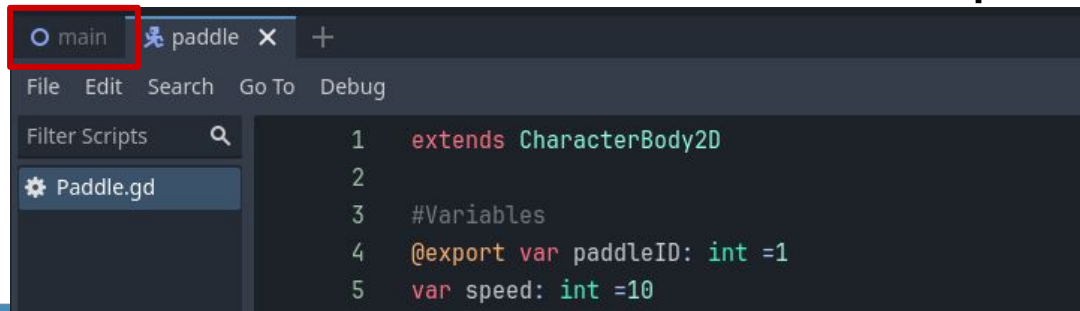 main paddle
File Edit Search Go To Debug
Filter Scripts
Paddle.gd
1 extends CharacterBody2D
2
3 #Variables
4 @export var paddleID: int =1
5 var speed: int =10